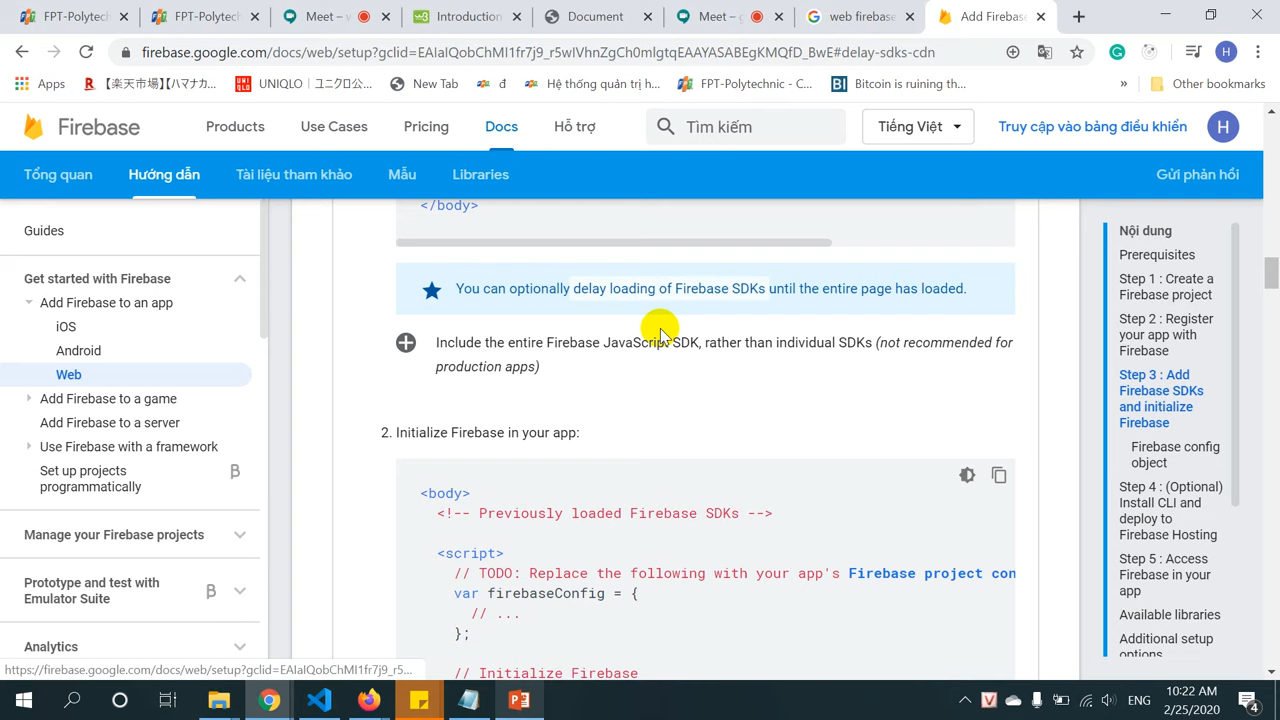 FPT-Polytech
FPT-Polytech
Meet – w
Introduction
Document
Meet – g
web firebase
Add Firebase
firebase.google.com/docs/web/setup?gclid=EAIaIQobChMI1fr7j9_r5wIVhnZgCh0mlgtqEAAYASABEgKMQfD_BwE#delay-sdks-cdn
H
Apps
【楽天市場】【ハマナカ...
UNIQLO｜ユニクロ公...
New Tab
đ
Hệ thống quản trị h...
FPT-Polytechnic - C...
Bitcoin is ruining th...
»
Other bookmarks
Firebase
Products
Use Cases
Pricing
Docs
Hỗ trợ
Tìm kiếm
Tiếng Việt
Truy cập vào bảng điều khiển
H
Tổng quan
Hướng dẫn
Tài liệu tham khảo
Mẫu
Libraries
Gửi phản hồi
Guides
Get started with Firebase
Add Firebase to an app
iOS
Android
Web
Add Firebase to a game
Add Firebase to a server
Use Firebase with a framework
Set up projects
programmatically
Manage your Firebase projects
Prototype and test with
Emulator Suite
Analytics
</body>
You can optionally delay loading of Firebase SDKs until the entire page has loaded.
Include the entire Firebase JavaScript SDK, rather than individual SDKs (not recommended for
production apps)
2. Initialize Firebase in your app:
<body>
<!-- Previously loaded Firebase SDKs -->
<script>
// TODO: Replace the following with your app's Firebase project con
var firebaseConfig = {
// ...
};
// Initialize Firebase
Nội dung
Prerequisites
Step 1 : Create a
Firebase project
Step 2 : Register
your app with
Firebase
Step 3 : Add
Firebase SDKs
and initialize
Firebase
Firebase config
object
Step 4 : (Optional)
Install CLI and
deploy to
Firebase Hosting
Step 5 : Access
Firebase in your
app
Available libraries
Additional setup
options
https://firebase.google.com/docs/web/setup?gclid=EAIaIQobChMI1fr7j9_r5...
ENG
10:22 AM
2/25/2020
4